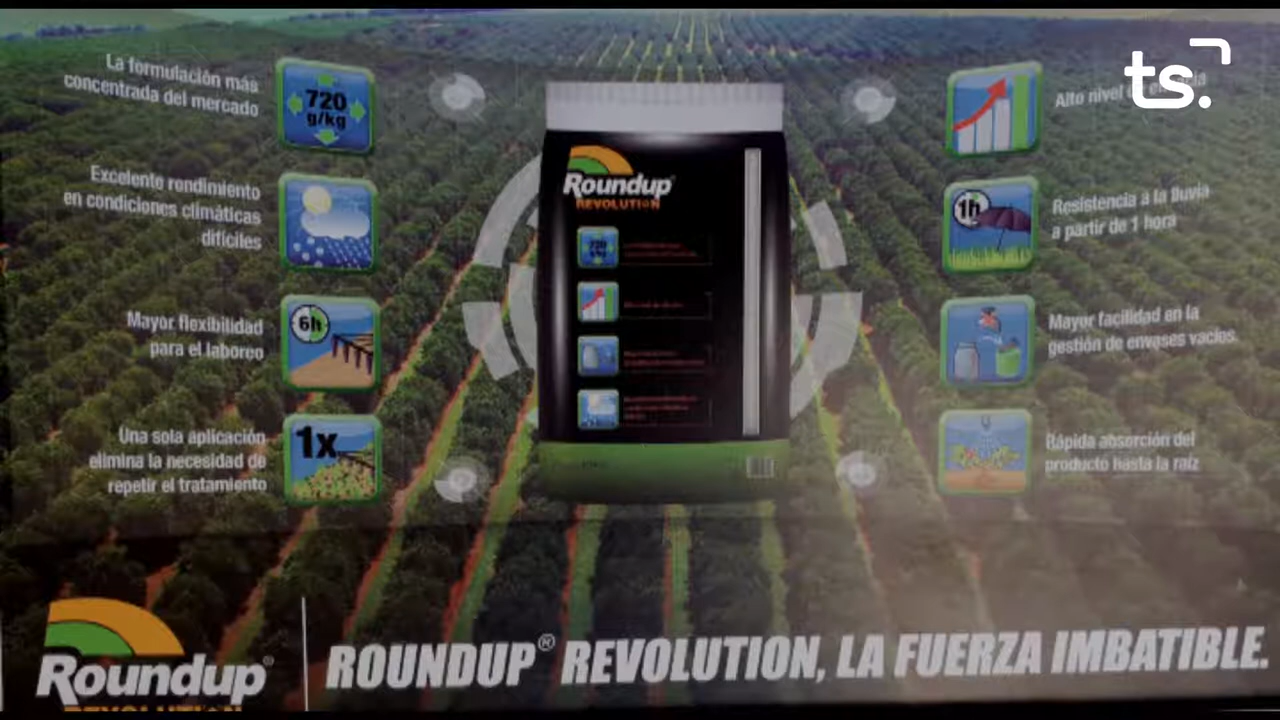 ts.
La formulación más
concentrada del mercado
720
g/kg
Excelente rendimiento
en condiciones climáticas
difíciles
Mayor flexibilidad
para el laboreo
6h
Una sola aplicación
elimina la necesidad de
repetir el tratamiento
1x
Roundup
REVOLUTION
720
Alto nivel
1h
Resistencia a la lluvia
a partir de 1 hora
Mayor facilidad en la
gestión de envases vacíos.
Rápida absorción del
producto hasta la raíz
Roundup®
REVOLUTION
ROUNDUP® REVOLUTION, LA FUERZA IMBATIBLE.